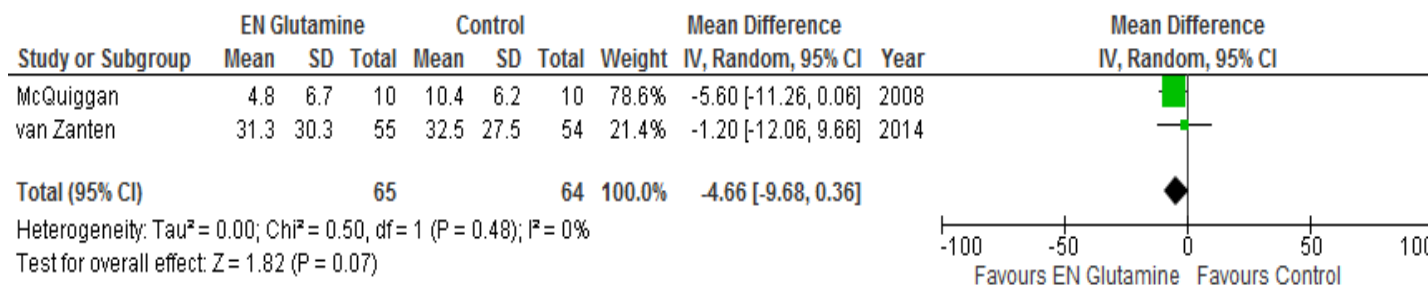 EN Glutamine Control Mean Difference Mean Difference
Study or Subgroup Mean SD Total Mean SD Total Weight IV, Random, 95% CI Year IV, Random, 95% CI
McQuiggan 4.8 6.7 10 10.4 6.2 10 78.6% -5.60 [-11.26, 0.06] 2008
van Zanten 31.3 30.3 55 32.5 27.5 54 21.4% -1.20 [-12.06, 9.66] 2014
Total (95% CI) 65 64 100.0% -4.66 [-9.68, 0.36]
Heterogeneity: Tau² = 0.00; Chi² = 0.50, df = 1 (P = 0.48); I² = 0%
Test for overall effect: Z = 1.82 (P = 0.07)
-100 -50 0 50 100
Favours EN Glutamine Favours Control